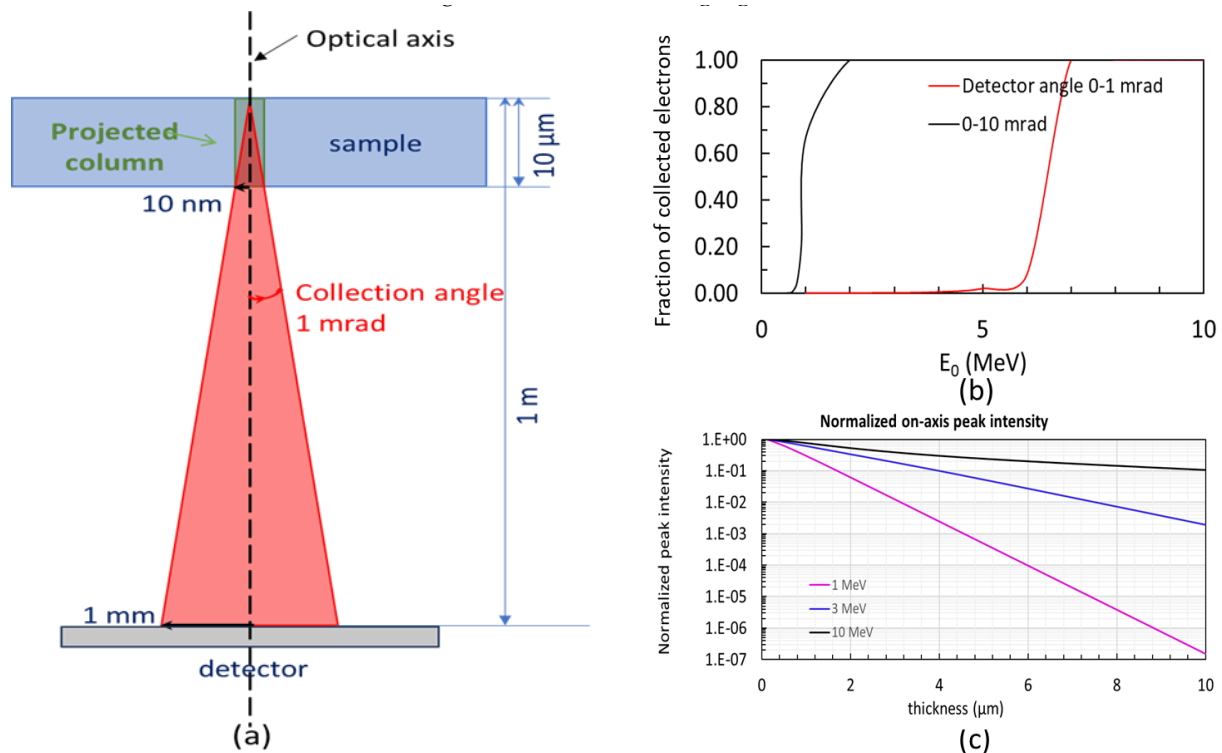 Optical axis
Projected
column
sample
10 µm
10 nm
Collection angle
1 mrad
1 m
1 mm
detector
(a)
Fraction of collected electrons
1.00
0.80
0.60
0.40
0.20
0.00
Detector angle 0-1 mrad
0-10 mrad
0
5
10
E0 (MeV)
(b)
Normalized on-axis peak intensity
Normalized peak intensity
1.E+00
1.E-01
1.E-02
1.E-03
1.E-04
1.E-05
1.E-06
1.E-07
1 MeV
3 MeV
10 MeV
0
2
4
6
8
10
thickness (µm)
(c)